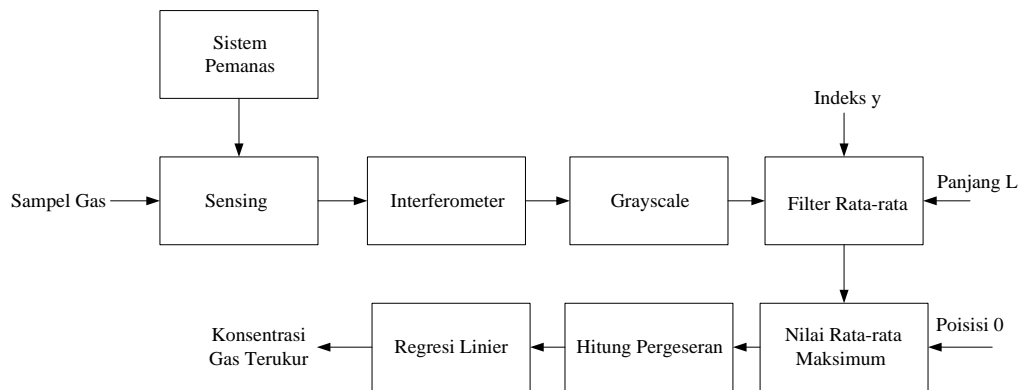 Sistem
Pemanas
Indeks y
Sampel Gas
Sensing
Interferometer
Grayscale
Filter Rata-rata
Panjang L
Konsentrasi
Gas Terukur
Regresi Linier
Hitung Pergeseran
Nilai Rata-rata
Maksimum
Poisisi 0